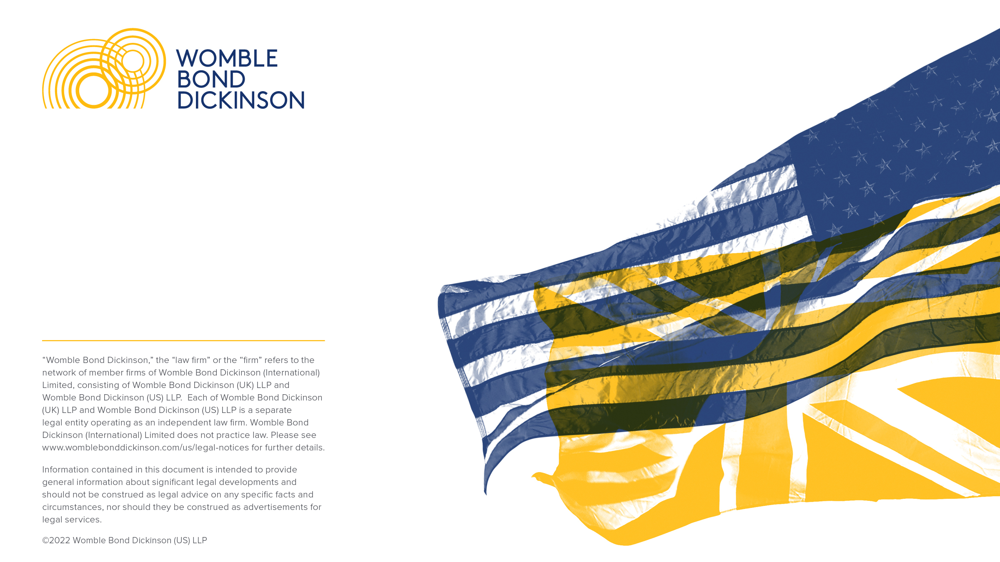 WOMBLE
BOND
DICKINSON
“Womble Bond Dickinson,” the “law firm” or the “firm” refers to the
network of member firms of Womble Bond Dickinson (International)
Limited, consisting of Womble Bond Dickinson (UK) LLP and
Womble Bond Dickinson (US) LLP.  Each of Womble Bond Dickinson
(UK) LLP and Womble Bond Dickinson (US) LLP is a separate
legal entity operating as an independent law firm. Womble Bond
Dickinson (International) Limited does not practice law. Please see
www.womblebonddickinson.com/us/legal-notices for further details.
Information contained in this document is intended to provide
general information about significant legal developments and
should not be construed as legal advice on any specific facts and
circumstances, nor should they be construed as advertisements for
legal services.
©2022 Womble Bond Dickinson (US) LLP